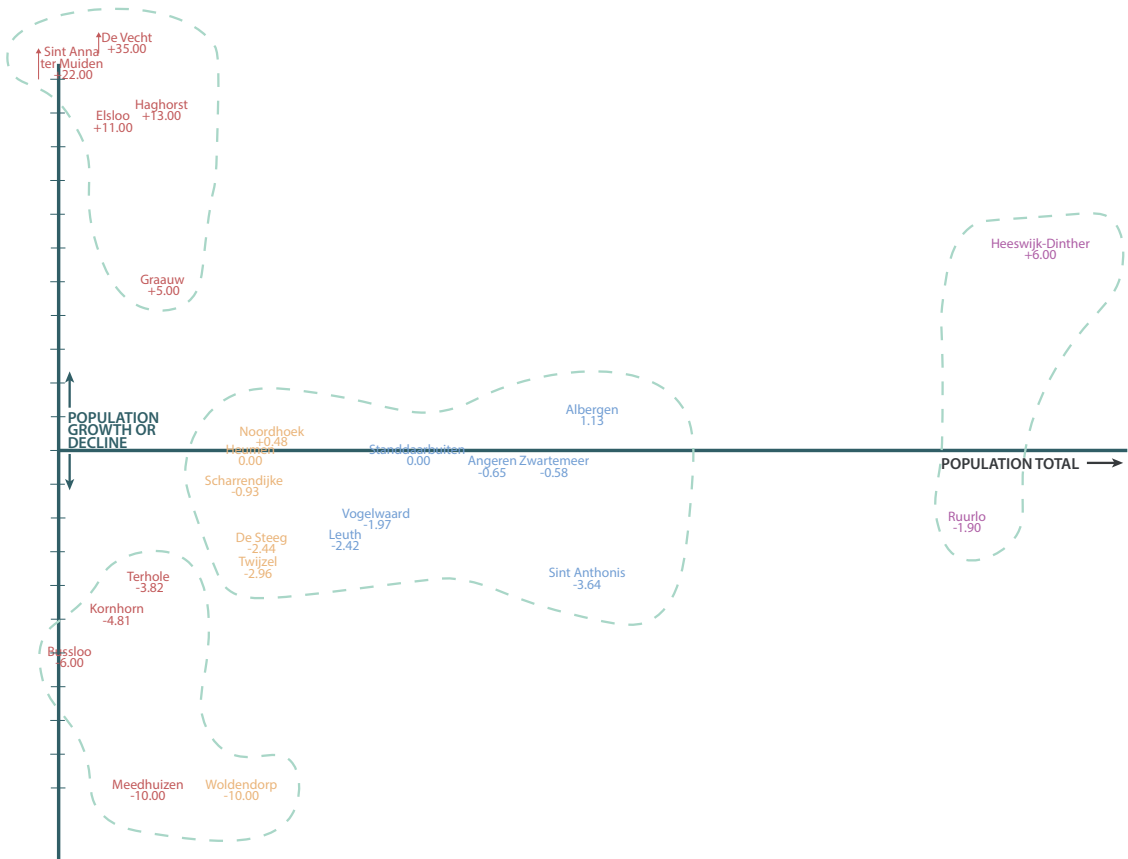 De Vecht
+35.00
Sint Anna
ter Muiden
+22.00
Haghorst
+13.00
Elsloo
+11.00
Heeswijk-Dinther
+6.00
Graauw
+5.00
POPULATION
GROWTH OR
DECLINE
Albergen
1.13
Noordhoek
+0.48
Heumen
0.00
Standdaarbuiten
0.00
Angeren
-0.65
Zwartemeer
-0.58
POPULATION TOTAL
Scharrendijke
-0.93
Vogelwaard
-1.97
Ruurlo
-1.90
De Steeg
-2.44
Leuth
-2.42
Twijzel
-2.96
Sint Anthonis
-3.64
Terhole
-3.82
Kornhorn
-4.81
Bussloo
-6.00
Meedhuizen
-10.00
Woldendorp
-10.00